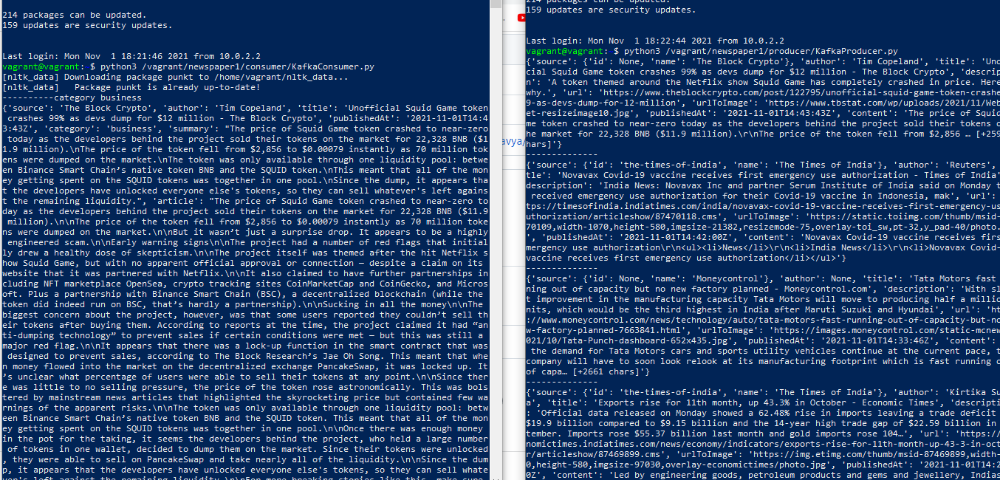 214 packages can be updated.
159 updates are security updates.
Last login: Mon Nov  1 18:21:46 2021 from 10.0.2.2
vagrant@vagrant: $ python3 /vagrant/newspaper1/consumer/KafkaConsumer.py
[nltk_data] Downloading package punkt to /home/vagrant/nltk_data...
[nltk_data]   Package punkt is already up-to-date!
----------category business
{'source': 'The Block Crypto', 'author': 'Tim Copeland', 'title': 'Unofficial Squid Game token
crashes 99% as devs dump for $12 million - The Block Crypto', 'publishedAt': '2021-11-01T14:4
3:43Z', 'category': 'business', 'summary': "The price of Squid Game token crashed to near-zero
today as the developers behind the project sold their tokens on the market for 22,328 BNB ($1
1.9 million).\nThe price of the token fell from $2,856 to $0.00079 instantly as 70 million tok
ens were dumped on the market.\nThe token was only available through one liquidity pool: betwe
en Binance Smart Chain’s native token BNB and the SQUID token.\nThis meant that all of the mon
ey getting spent on the SQUID tokens was together in one pool.\nSince the dump, it appears tha
t the developers have unlocked everyone else's tokens, so they can sell whatever's left agains
t the remaining liquidity.", 'article': "The price of Squid Game token crashed to near-zero to
day as the developers behind the project sold their tokens on the market for 22,328 BNB ($11.9
million).\n\nThe price of the token fell from $2,856 to $0.00079 instantly as 70 million toke
ns were dumped on the market.\n\nBut it wasn’t just a surprise drop. It appears to be a highly
engineered scam.\n\nEarly warning signs\n\nThe project had a number of red flags that initial
ly drew a healthy dose of skepticism.\n\nThe project itself was themed after the hit Netflix s
how Squid Game, but with no apparent official approval or connection — despite a claim on its
website that it was partnered with Netflix.\n\nIt also claimed to have further partnerships in
cluding NFT marketplace OpenSea, crypto tracking sites CoinMarketCap and CoinGecko, and Micros
oft. Plus a partnership with Binance Smart Chain (BSC), a decentralized blockchain (while the
token did indeed run on BSC, that’s hardly a partnership).\n\nSucking in all the money\n\nThe
biggest concern about the project, however, was that some users reported they couldn’t sell th
eir tokens after buying them. According to reports at the time, the project claimed it had “an
ti-dumping technology” to prevent sales if certain conditions were met — but this was still a
major red flag.\n\nIt appears that there was a lock-up function in the smart contract that was
designed to prevent sales, according to The Block Research’s Jae Oh Song. This meant that whe
n money flowed into the market on the decentralized exchange PancakeSwap, it was locked up. It
’s unclear what percentage of users were able to sell their tokens at any point.\n\nSince ther
e was little to no selling pressure, the price of the token rose astronomically. This was bols
tered by mainstream news articles that highlighted the skyrocketing price but contained few wa
rnings of the apparent risks.\n\nThe token was only available through one liquidity pool: betw
een Binance Smart Chain’s native token BNB and the SQUID token. This meant that all of the mon
ey getting spent on the SQUID tokens was together in one pool.\n\nOnce there was enough money
in the pot for the taking, it seems the developers behind the project, who held a large number
of tokens in one wallet, decided to dump them on the market. Since their tokens were unlocked
, they were able to sell on PancakeSwap and take nearly all of the liquidity.\n\nSince the dum
p, it appears that the developers have unlocked everyone else's tokens, so they can sell whate
ver's left against the remaining liquidity.\n\nFor more breaking stories like this, make sure
avya/
214 packages can be updated.
159 updates are security updates.
Last login: Mon Nov  1 18:22:44 2021 from 10.0.2.2
vagrant@vagrant: $ python3 /vagrant/newspaper1/producer/KafkaProducer.py
{'source': {'id': None, 'name': 'The Block Crypto'}, 'author': 'Tim Copeland', 'title': 'Uno
cial Squid Game token crashes 99% as devs dump for $12 million - The Block Crypto', 'descrip
n': 'A token themed around the Netflix show Squid Game has completely crashed in price. Here
why.', 'url': 'https://www.theblockcrypto.com/post/122795/unofficial-squid-game-token-crashe
9-as-devs-dump-for-12-million', 'urlToImage': 'https://www.tbstat.com/wp/uploads/2021/11/Web
et-resizeimage10.jpg', 'publishedAt': '2021-11-01T14:43:43Z', 'content': 'The price of Squid
me token crashed to near-zero today as the developers behind the project sold their tokens o
he market for 22,328 BNB ($11.9 million).\r\nThe price of the token fell from $2,856 … [+259
hars]'}
--------------
{'source': {'id': 'the-times-of-india', 'name': 'The Times of India'}, 'author': 'Reuters',
tle': 'Novavax Covid-19 vaccine receives first emergency use authorization - Times of India'
description': 'India News: Novavax Inc and partner Serum Institute of India said on Monday t
received emergency use authorization for their Covid-19 vaccine in Indonesia, mak', 'url':
tps://timesofindia.indiatimes.com/india/novavax-covid-19-vaccine-receives-first-emergency-us
uthorization/articleshow/87470118.cms', 'urlToImage': 'https://static.toiimg.com/thumb/msid-
70109,width-1070,height-580,imgsize-21382,resizemode-75,overlay-toi_sw,pt-32,y_pad-40/photo.
', 'publishedAt': '2021-11-01T14:42:00Z', 'content': 'Novavax Covid-19 vaccine receives firs
mergency use authorization\r\n<ul><li>News</li>\r\n<li>India News</li>\r\n<li>Novavax Covid-
vaccine receives first emergency use authorization</li></ul>'}
--------------
{'source': {'id': None, 'name': 'Moneycontrol'}, 'author': None, 'title': 'Tata Motors fast
ning out of capacity but no new factory planned - Moneycontrol.com', 'description': 'With sl
t improvement in the manufacturing capacity Tata Motors will move to producing half a millio
nits, which would be the third highest in India after Maruti Suzuki and Hyundai', 'url': 'ht
://www.moneycontrol.com/news/technology/auto/tata-motors-fast-running-out-of-capacity-but-no
w-factory-planned-7663841.html', 'urlToImage': 'https://images.moneycontrol.com/static-mcnew
021/10/Tata-Punch-dashboard-652x435.jpg', 'publishedAt': '2021-11-01T14:33:46Z', 'content':
the demand for Tata Motors cars and sports utility vehicles continue at the current pace, t
company will have to soon look relook at its manufacturing footprint which is fast running o
of capa… [+2661 chars]'}
--------------
{'source': {'id': 'the-times-of-india', 'name': 'The Times of India'}, 'author': 'Kirtika Su
a', 'title': 'Exports rise for 11th month, up 43.3% in October - Economic Times', 'descripti
: 'Official data released on Monday showed a 62.48% rise in imports leaving a trade deficit
$19.9 billion compared to $9.15 billion and the 14-year high trade gap of $22.59 billion in
tember. Imports rose $55.37 billion last month and gold imports rose 104…', 'url': 'https:/
nomictimes.indiatimes.com/news/economy/indicators/exports-rise-for-11th-month-up-43-3-in-oct
r/articleshow/87469899.cms', 'urlToImage': 'https://img.etimg.com/thumb/msid-87469899,width-
0,height-580,imgsize-97030,overlay-economictimes/photo.jpg', 'publishedAt': '2021-11-01T14:2
0Z', 'content': 'Led by engineering goods, petroleum products and gems and jewellery, Indias